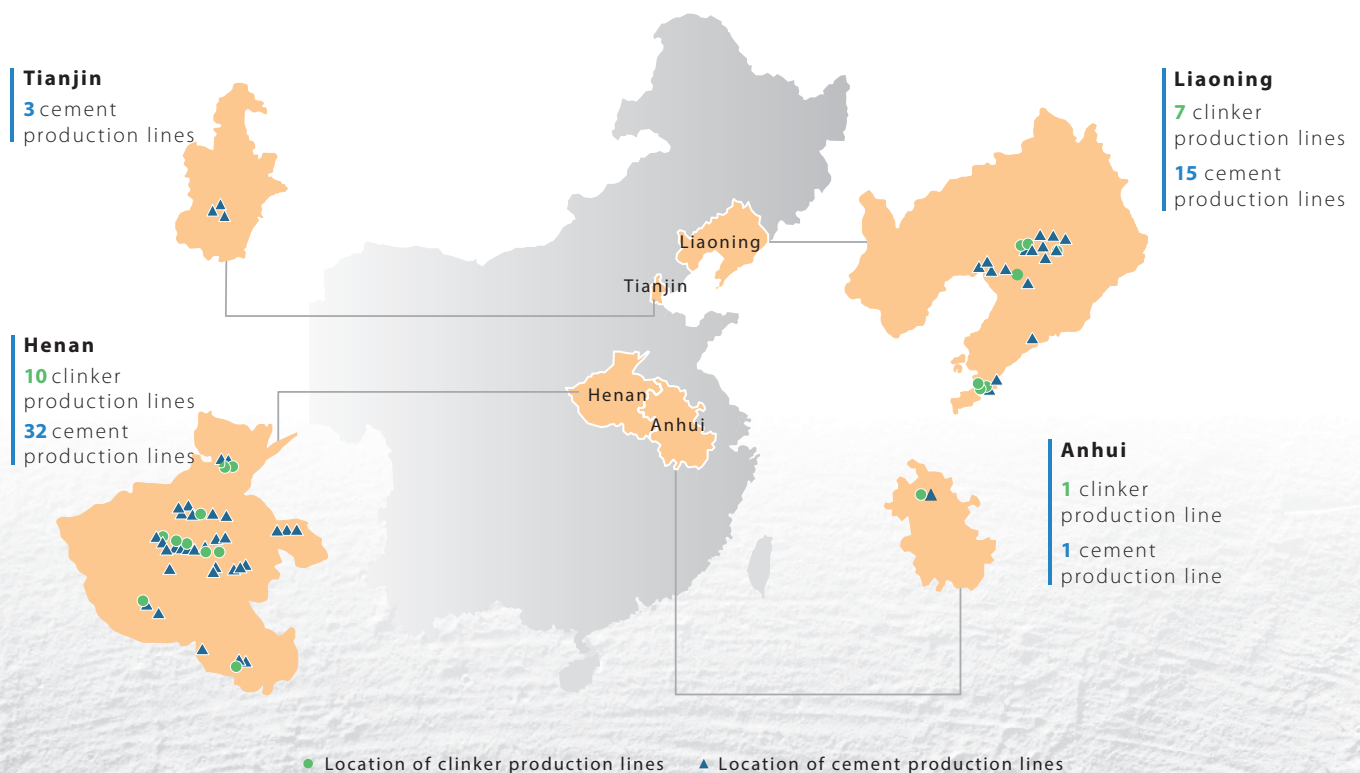 Tianjin
3 cement
production lines
Liaoning
7 clinker
production lines
15 cement
production lines
Liaoning
Tianjin
Henan
10 clinker
production lines
32 cement
production lines
Henan
Anhui
Anhui
1 clinker
production line
1 cement
production line
Location of clinker production lines
Location of cement production lines